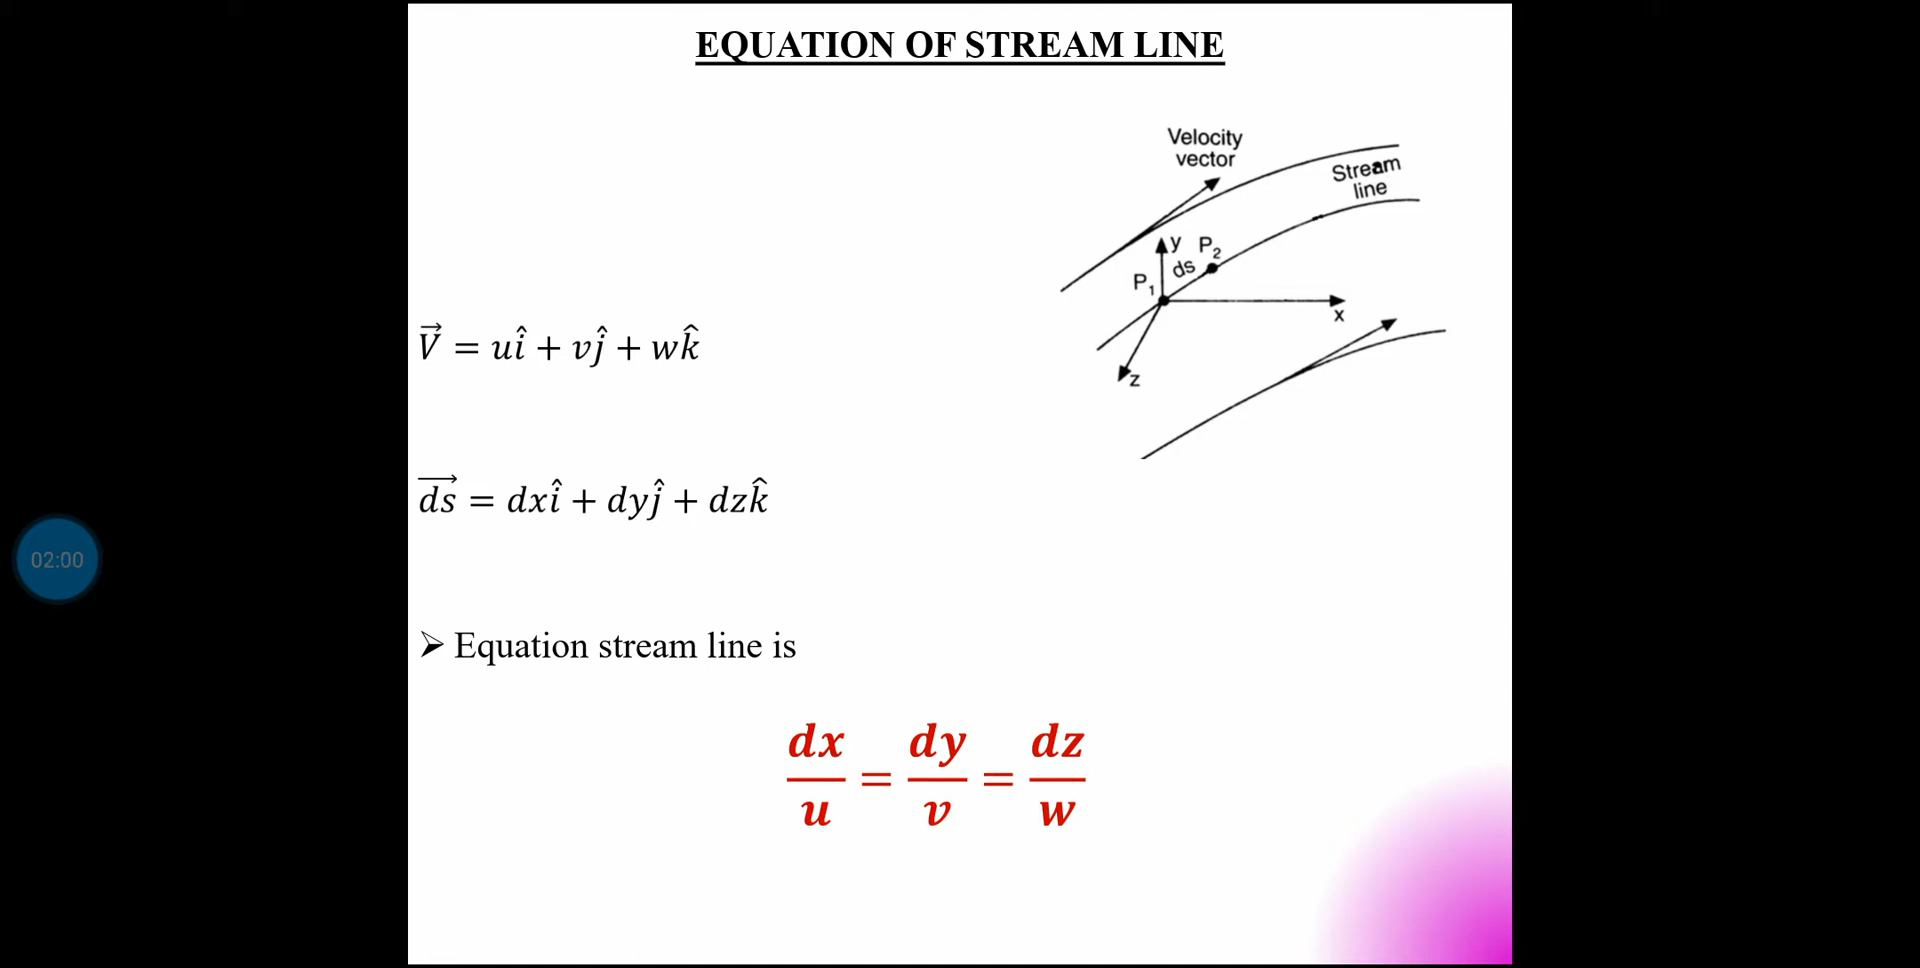 EQUATION OF STREAM LINE
Velocity
vector
Stream
line
y P₂
ds
P₁
x
z
V⃗ = uî + vĵ + wk̂
d͞s⃗ = dxî + dyĵ + dzk̂
02:00
➢ Equation stream line is
dx/u = dy/v = dz/w